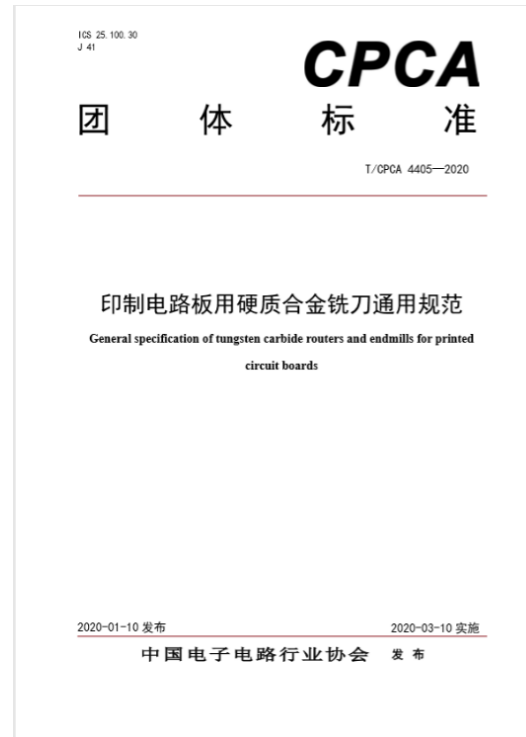 ICS 25.100.30
J 41
CPCA
团体标准
T/CPCA 4405—2020
印制电路板用硬质合金铣刀通用规范
General specification of tungsten carbide routers and endmills for printed
circuit boards
2020-01-10 发布
2020-03-10 实施
中国电子电路行业协会 发布